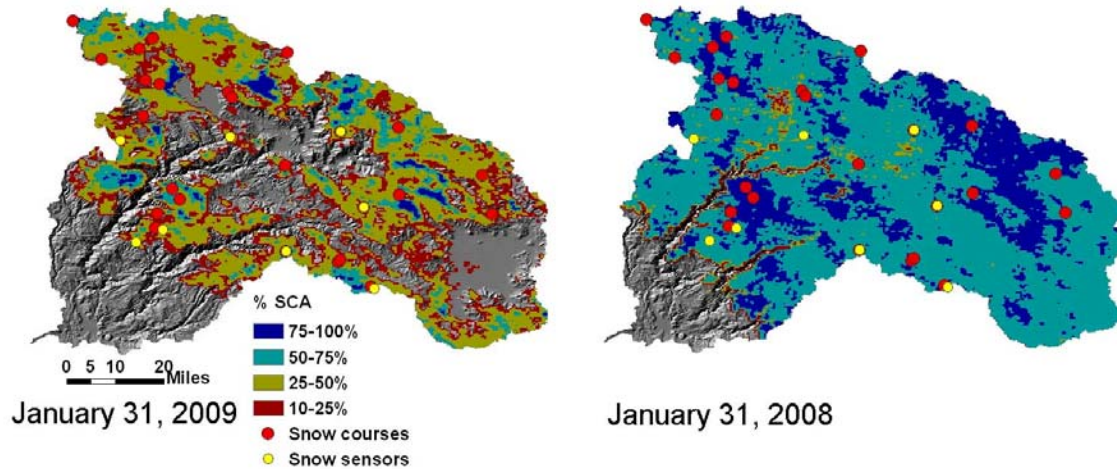 % SCA
75-100%
50-75%
25-50%
10-25%
Snow courses
Snow sensors
0 5 10 20
Miles
January 31, 2009
January 31, 2008